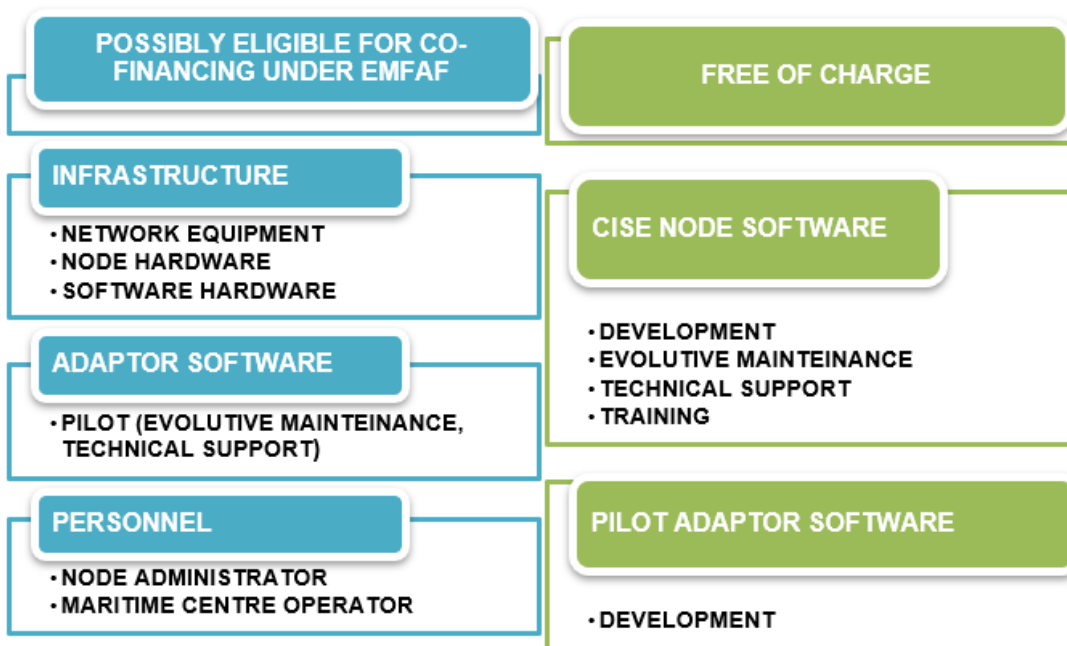 POSSIBLY ELIGIBLE FOR CO-
FINANCING UNDER EMFAF
INFRASTRUCTURE
• NETWORK EQUIPMENT
• NODE HARDWARE
• SOFTWARE HARDWARE
ADAPTOR SOFTWARE
• PILOT (EVOLUTIVE MAINTEINANCE,
TECHNICAL SUPPORT)
PERSONNEL
• NODE ADMINISTRATOR
• MARITIME CENTRE OPERATOR
FREE OF CHARGE
CISE NODE SOFTWARE
• DEVELOPMENT
• EVOLUTIVE MAINTEINANCE
• TECHNICAL SUPPORT
• TRAINING
PILOT ADAPTOR SOFTWARE
• DEVELOPMENT